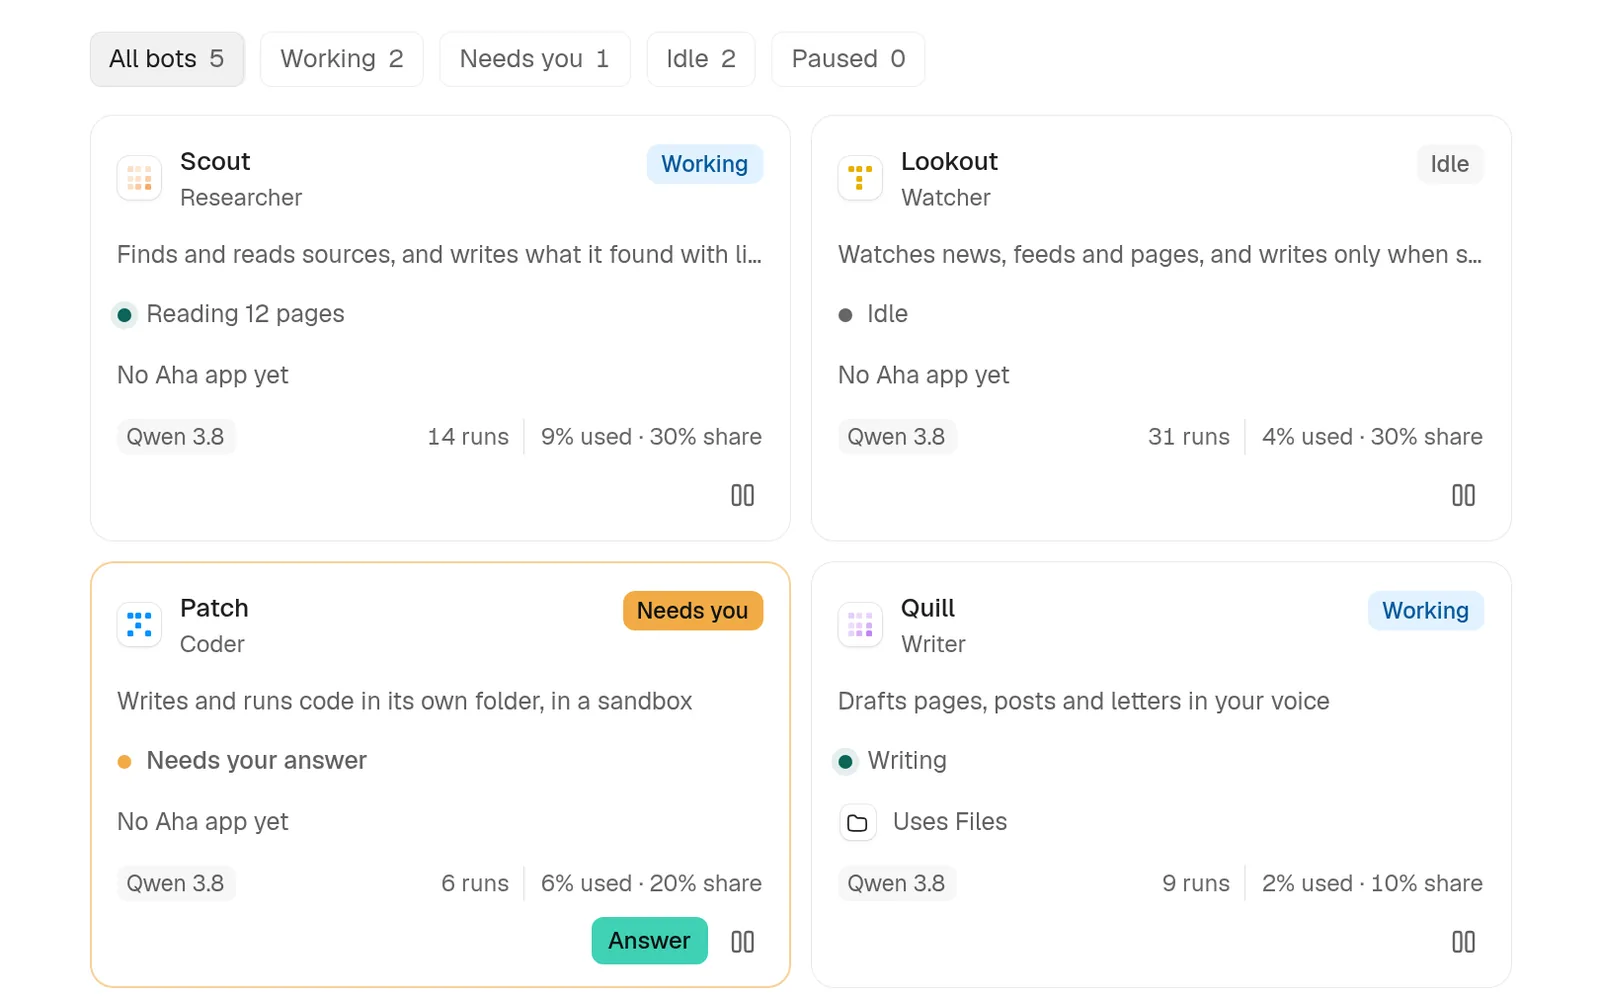 All bots 5
Working 2
Needs you 1
Idle 2
Paused 0
Scout
Working
Researcher
Finds and reads sources, and writes what it found with li...
Reading 12 pages
No Aha app yet
Qwen 3.8
14 runs
9% used · 30% share
Lookout
Idle
Watcher
Watches news, feeds and pages, and writes only when s...
Idle
No Aha app yet
Qwen 3.8
31 runs
4% used · 30% share
Patch
Needs you
Coder
Writes and runs code in its own folder, in a sandbox
Needs your answer
No Aha app yet
Qwen 3.8
6 runs
6% used · 20% share
Answer
Quill
Working
Writer
Drafts pages, posts and letters in your voice
Writing
Uses Files
Qwen 3.8
9 runs
2% used · 10% share